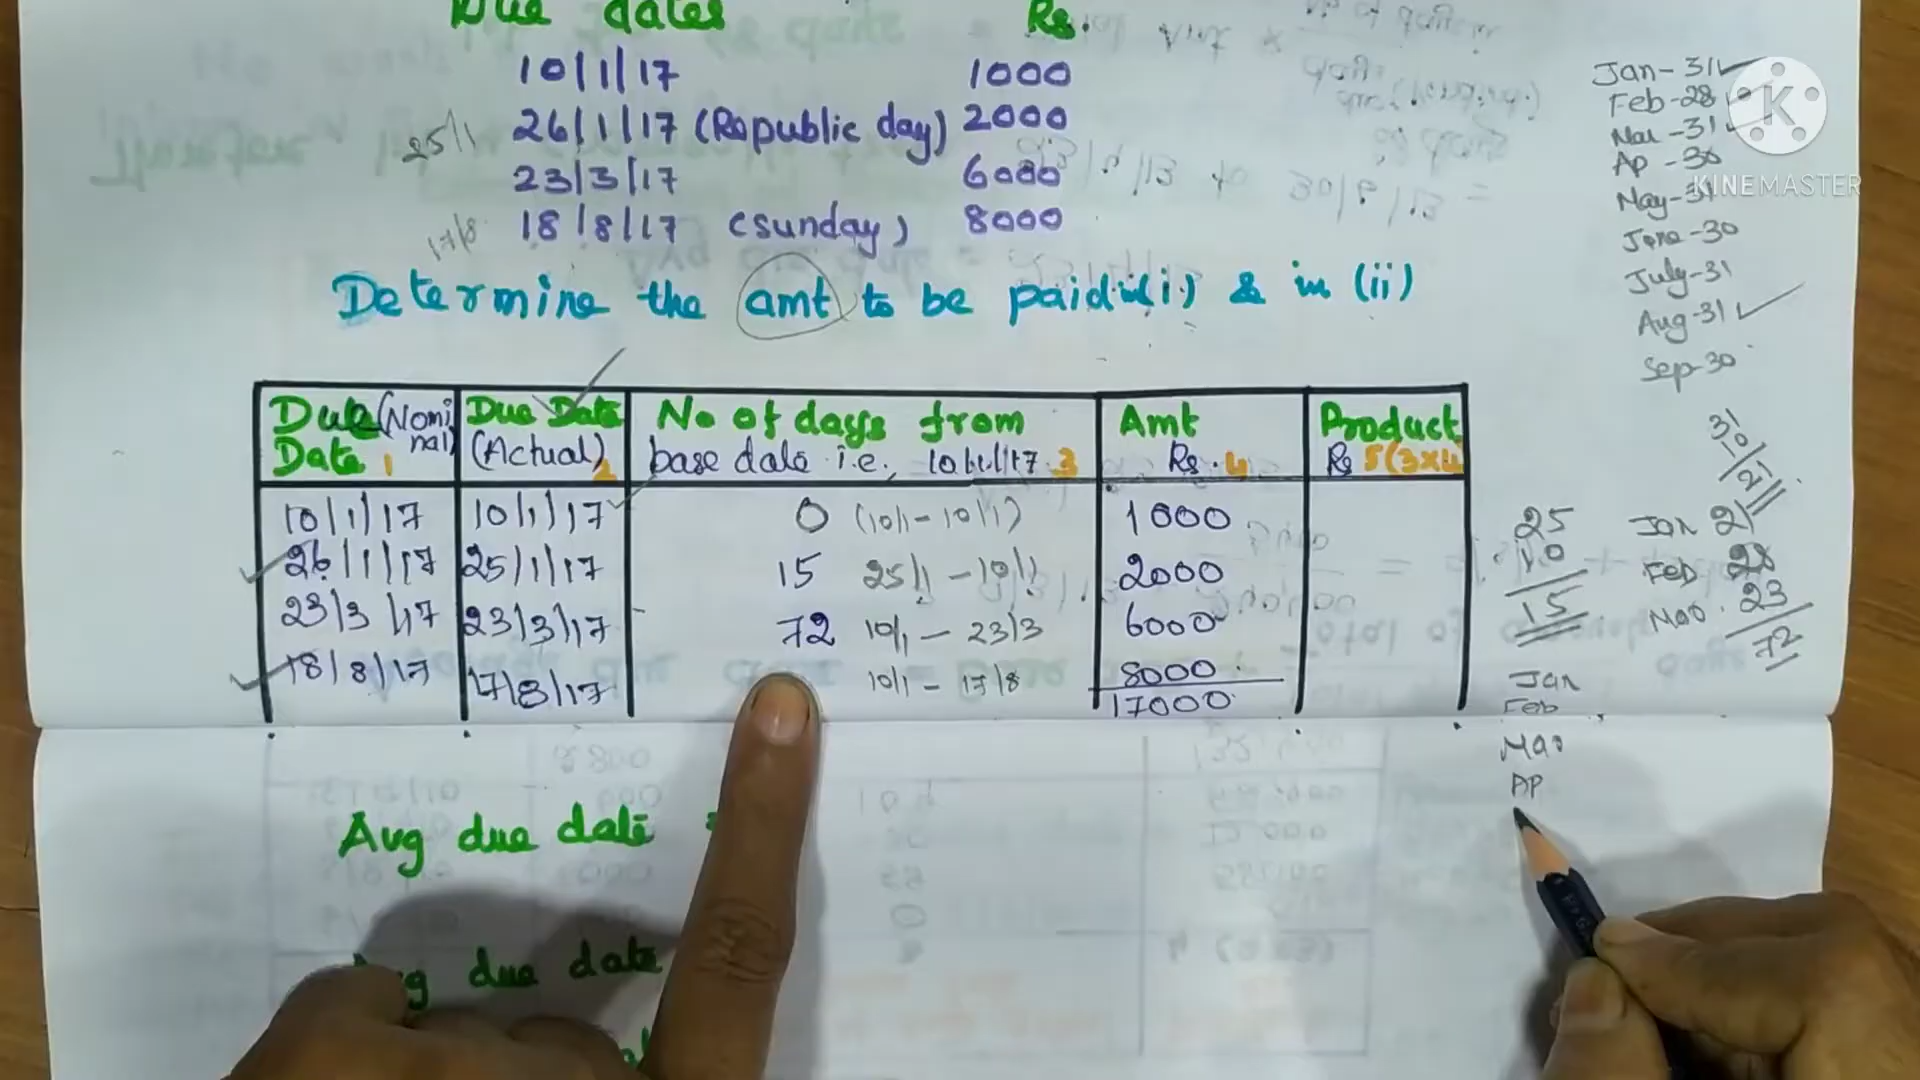 Due dates Rs.
10/1/17 1000
25/1 26/1/17 (Republic day) 2000
23/3/17 6000
17/8 18/8/17 (sunday) 8000
Determine the amt to be paid in (i) & in (ii)
Jan-31
Feb-28
Mar-31
Ap-30
May-31
June-30
July-31
Aug-31
Sep-30
KINEMASTER
Due (Nominal) Date 1
Due Date (Actual) 2
No of days from
base date i.e., 10/1/17 3
Amt
Rs. 4
Product
Rs 5(3x4)
10/1/17 10/1/17 0 (10/1-10/1) 1000
26/1/17 25/1/17 15 25/1-10/1 2000
23/3/17 23/3/17 72 10/1-23/3 6000
18/8/17 17/8/17 10/1-17/8 8000
17000
25
10
15
31
10
21
Jan 21
Feb 28
Mar. 23
72
Jan
Feb
Mar
AP
Avg due date =
Avg due date